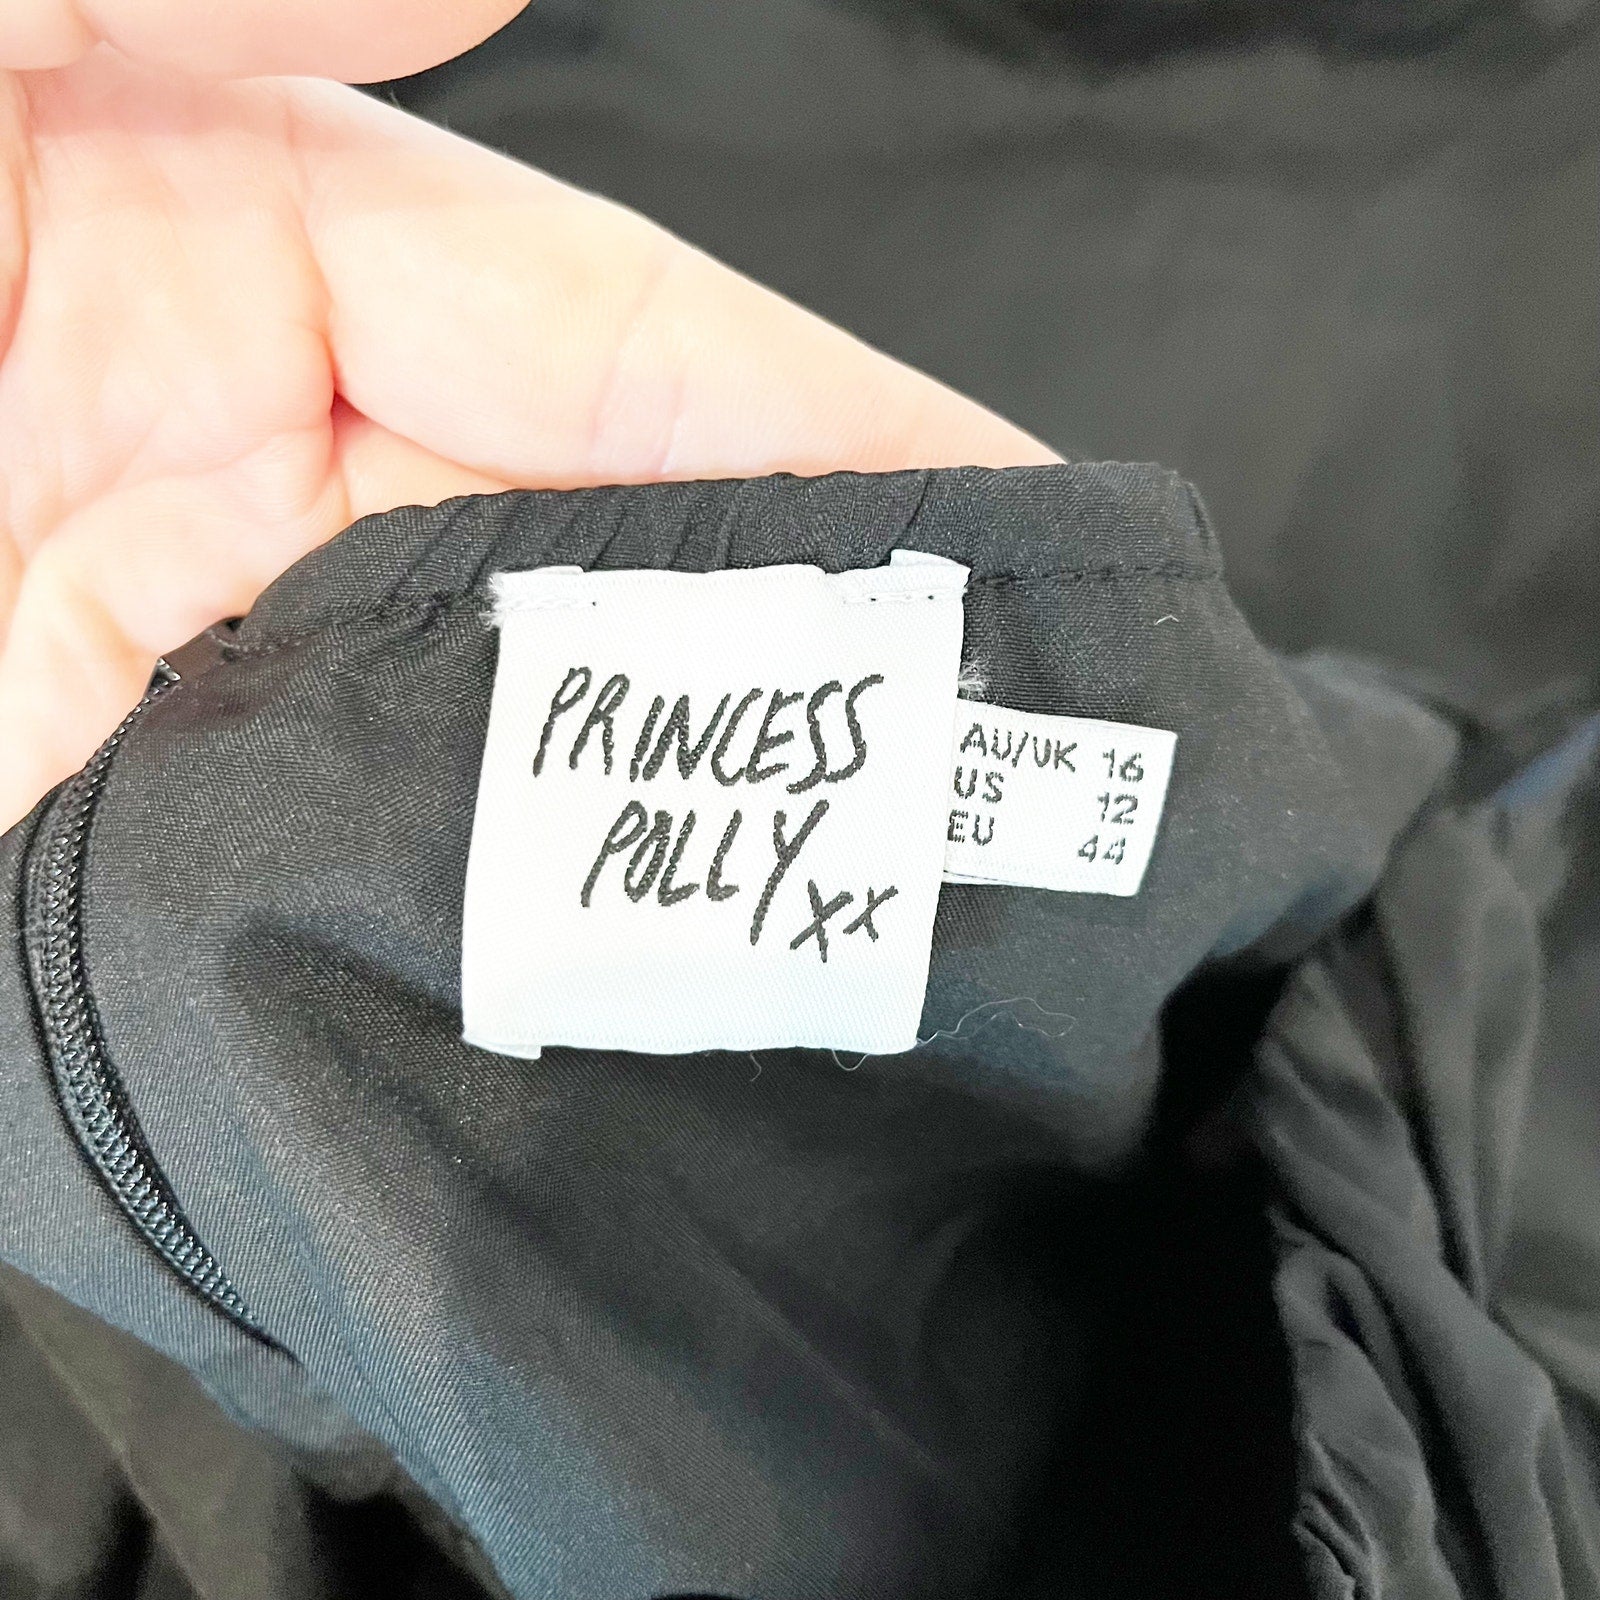 PRINCESS
POLLY xx
AU/UK 16
US 12
EU 44